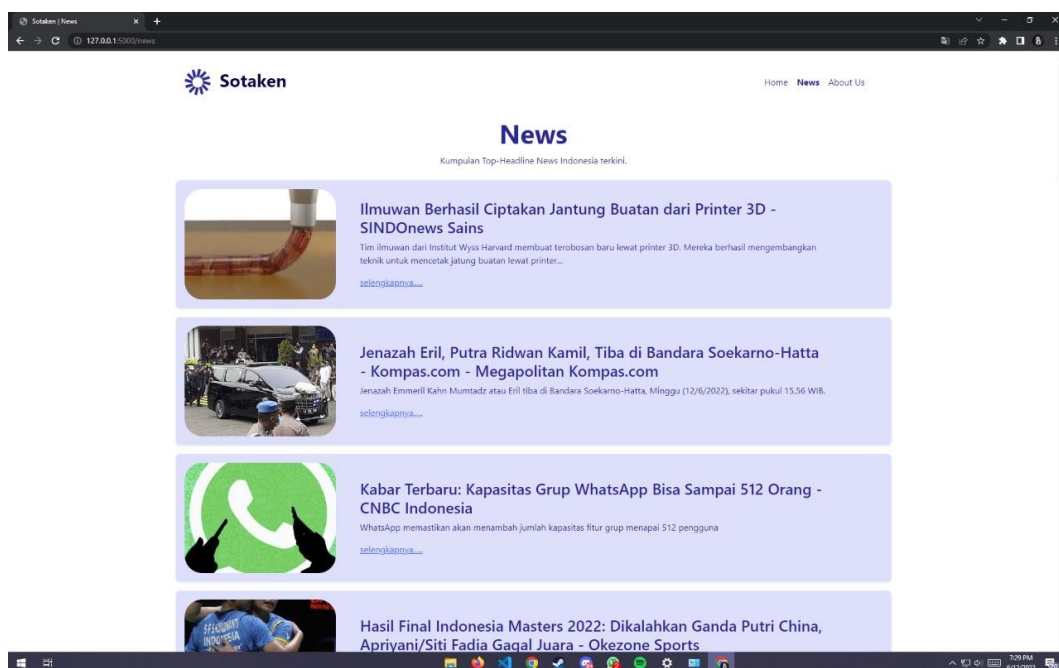 Sotaken | News
127.0.0.1:5000/news
Sotaken
Home News About Us
News
Kumpulan Top-Headline News Indonesia terkini.
Ilmuwan Berhasil Ciptakan Jantung Buatan dari Printer 3D -
SINDOnews Sains
Tim ilmuwan dari Institut Wyss Harvard membuat terobosan baru lewat printer 3D. Mereka berhasil mengembangkan
teknik untuk mencetak jatung buatan lewat printer...
selengkapnya....
Jenazah Eril, Putra Ridwan Kamil, Tiba di Bandara Soekarno-Hatta
- Kompas.com - Megapolitan Kompas.com
Jenazah Emmeril Kahn Mumtadz atau Eril tiba di Bandara Soekarno-Hatta, Minggu (12/6/2022), sekitar pukul 15.56 WIB.
selengkapnya....
Kabar Terbaru: Kapasitas Grup WhatsApp Bisa Sampai 512 Orang -
CNBC Indonesia
WhatsApp memastikan akan menambah jumlah kapasitas fitur grup menapai 512 pengguna
selengkapnya....
INDONESIA
Hasil Final Indonesia Masters 2022: Dikalahkan Ganda Putri China,
Apriyani/Siti Fadia Gagal Juara - Okezone Sports
7:29 PM
6/12/2022